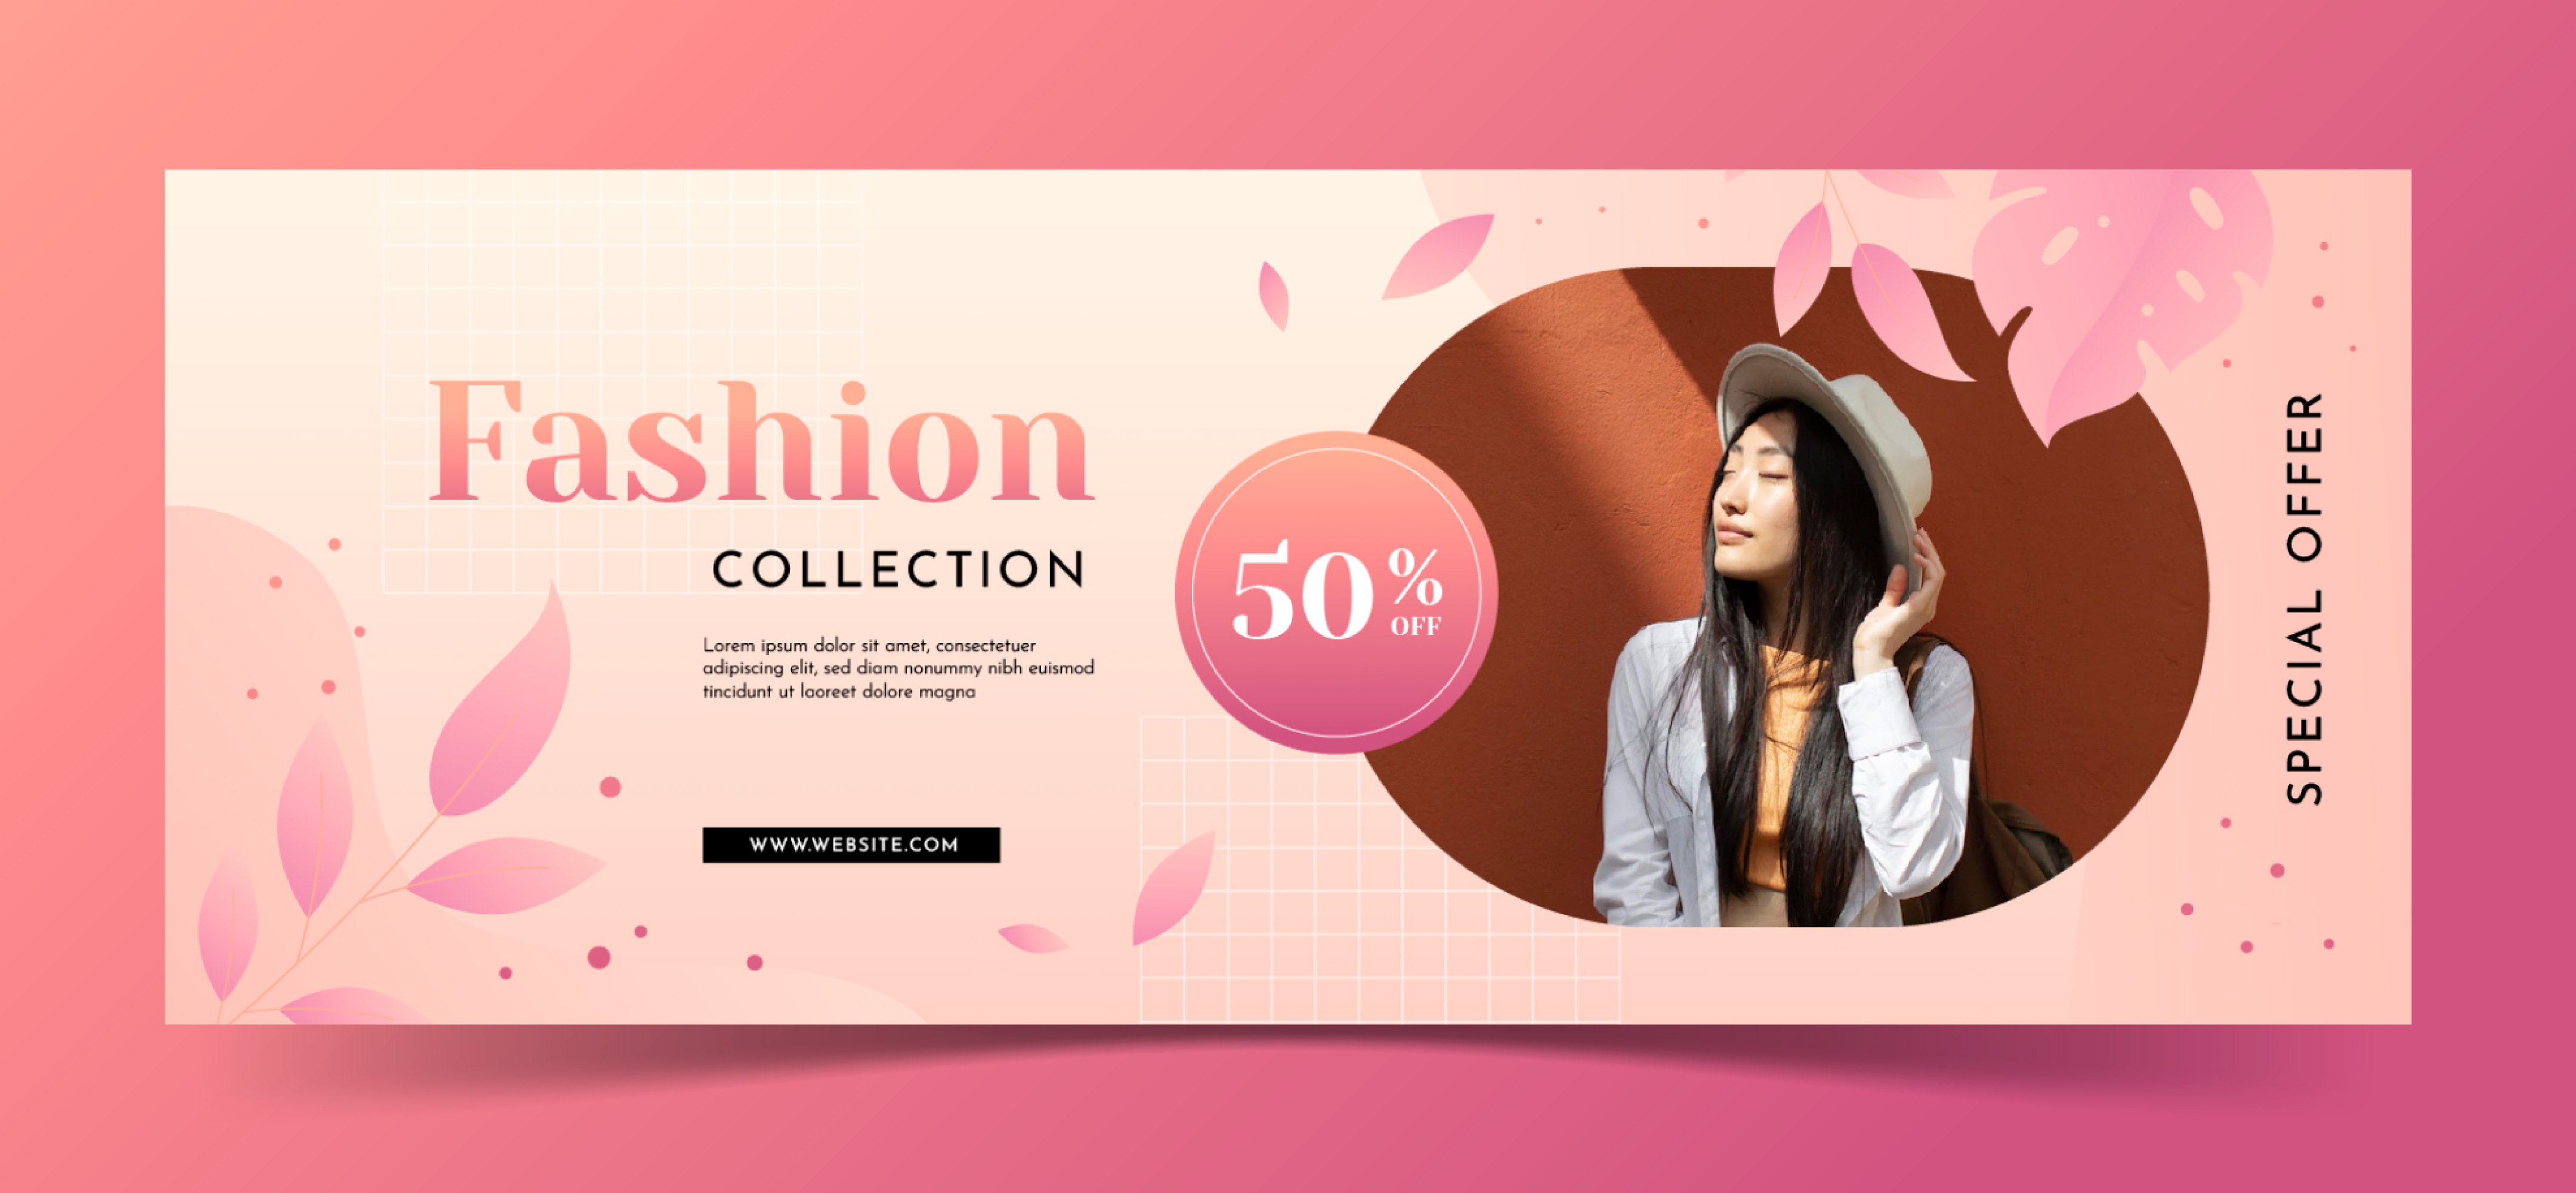 Fashion
COLLECTION
Lorem ipsum dolor sit amet, consectetuer
adipiscing elit, sed diam nonummy nibh euismod
tincidunt ut laoreet dolore magna
WWW.WEBSITE.COM
50%
OFF
SPECIAL OFFER